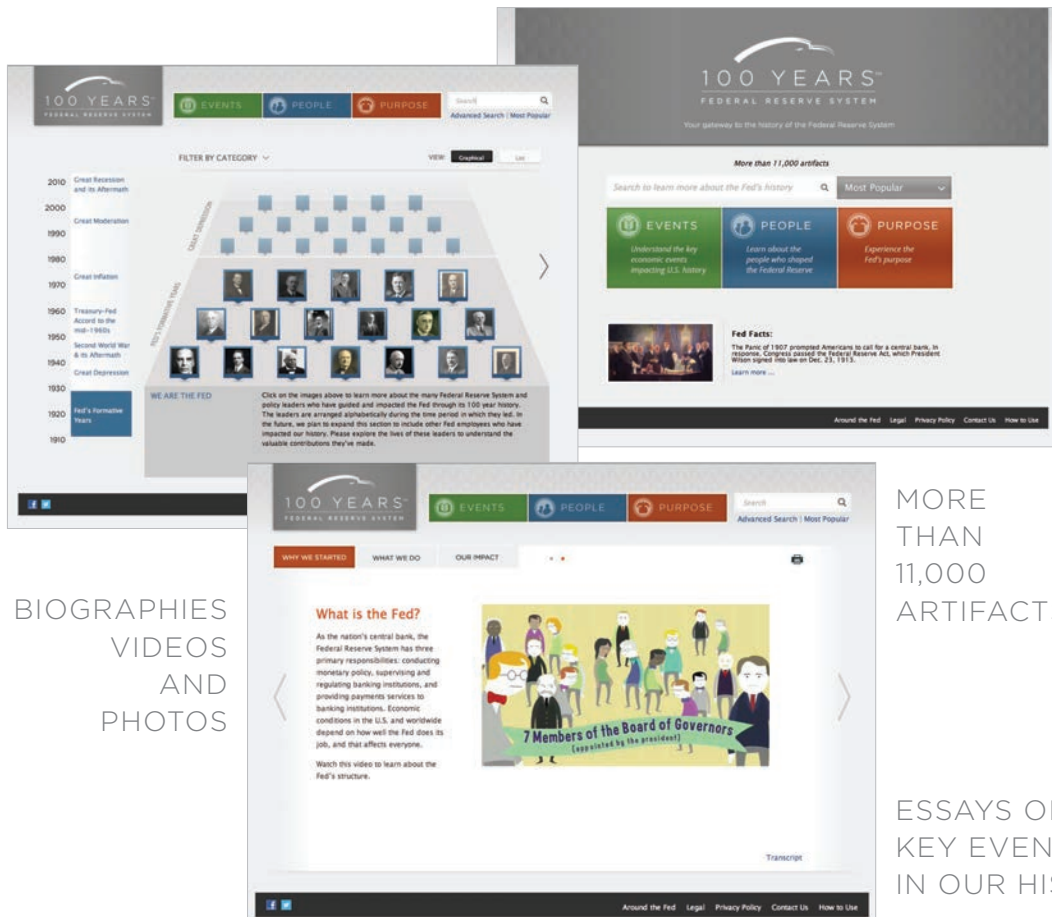 100 YEARS℠
FEDERAL RESERVE SYSTEM
EVENTS
PEOPLE
PURPOSE
Search
Advanced Search | Most Popular
FILTER BY CATEGORY
VIEW:
Graphical
List
2010
Great Recession
and its Aftermath
2000
Great Moderation
1990
1980
Great Inflation
1970
1960
Treasury-Fed
Accord to the
mid-1960s
1950
Second World War
& its Aftermath
1940
Great Depression
1930
1920
Fed's Formative
Years
1910
GREAT DEPRESSION
FED'S FORMATIVE YEARS
WE ARE THE FED
Click on the images above to learn more about the many Federal Reserve System and
policy leaders who have guided and impacted the Fed through its 100 year history.
The leaders are arranged alphabetically during the time period in which they led. In
the future, we plan to expand this section to include other Fed employees who have
impacted our history. Please explore the lives of these leaders to understand the
valuable contributions they've made.
100 YEARS℠
FEDERAL RESERVE SYSTEM
Your gateway to the history of the Federal Reserve System
More than 11,000 artifacts
Search to learn more about the Fed's history
Most Popular
EVENTS
Understand the key
economic events
impacting U.S. history
PEOPLE
Learn about the
people who shaped
the Federal Reserve
PURPOSE
Experience the
Fed's purpose
Fed Facts:
The Panic of 1907 prompted Americans to call for a central bank. In
response, Congress passed the Federal Reserve Act, which President
Wilson signed into law on Dec. 23, 1913.
Learn more ...
Around the Fed Legal Privacy Policy Contact Us How to Use
100 YEARS℠
FEDERAL RESERVE SYSTEM
EVENTS
PEOPLE
PURPOSE
Search
Advanced Search | Most Popular
WHY WE STARTED
WHAT WE DO
OUR IMPACT
What is the Fed?
As the nation's central bank, the
Federal Reserve System has three
primary responsibilities: conducting
monetary policy, supervising and
regulating banking institutions, and
providing payments services to
banking institutions. Economic
conditions in the U.S. and worldwide
depend on how well the Fed does its
job, and that affects everyone.
Watch this video to learn about the
Fed's structure.
7 Members of the Board of Governors
(appointed by the president)
Transcript
Around the Fed Legal Privacy Policy Contact Us How to Use
BIOGRAPHIES
VIDEOS
AND
PHOTOS
MORE
THAN
11,000
ARTIFACT
ESSAYS
KEY EVEN
IN OUR HIS